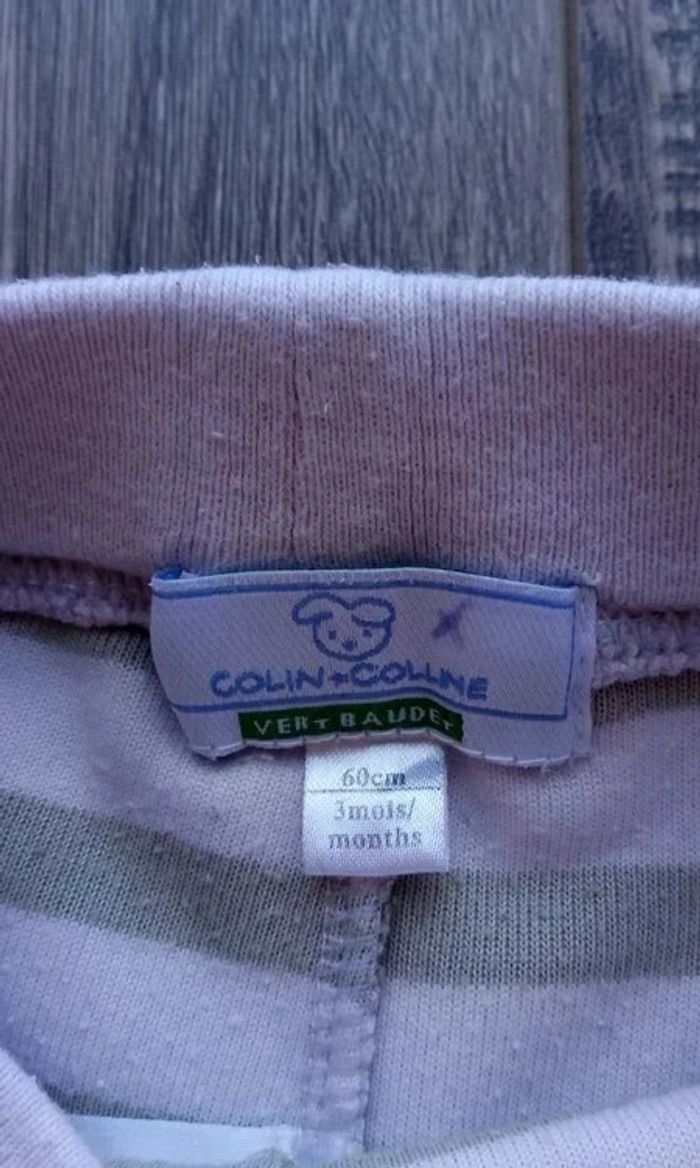 COLIN★COLLINE
VERTBAUDET
60cm
3mois/
months